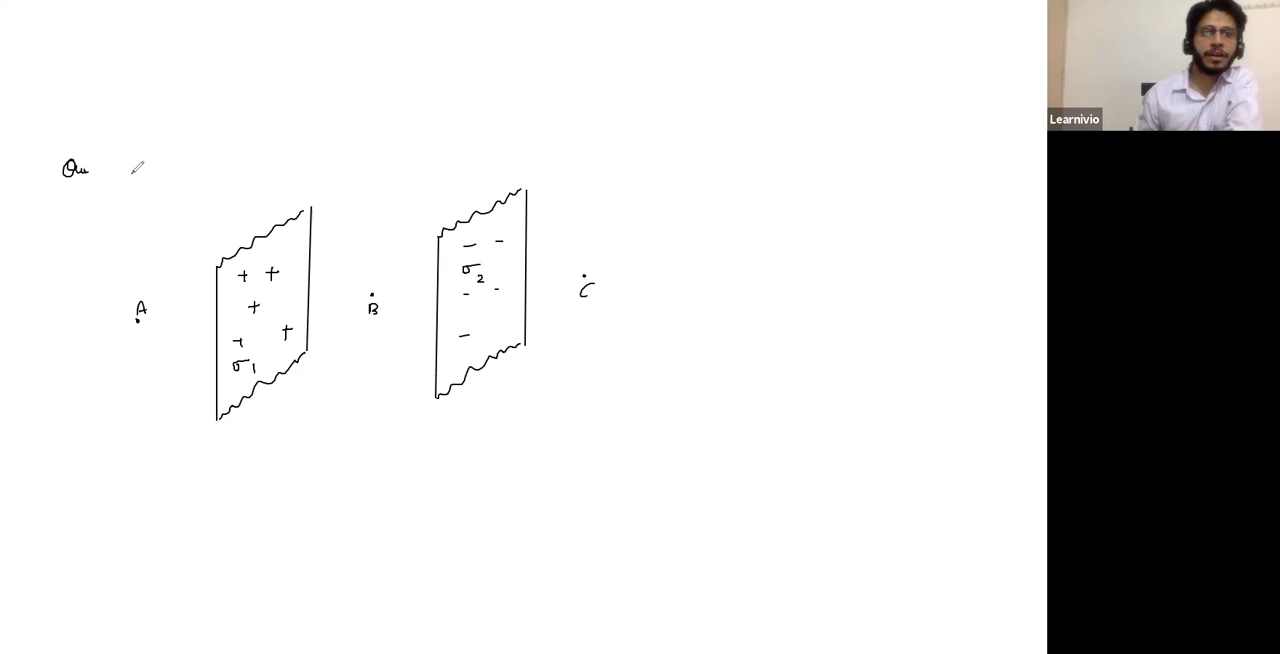 Learnivio
Qu
+ +
+
+ +
σ1
- -
σ2
- -
-
A
B
C